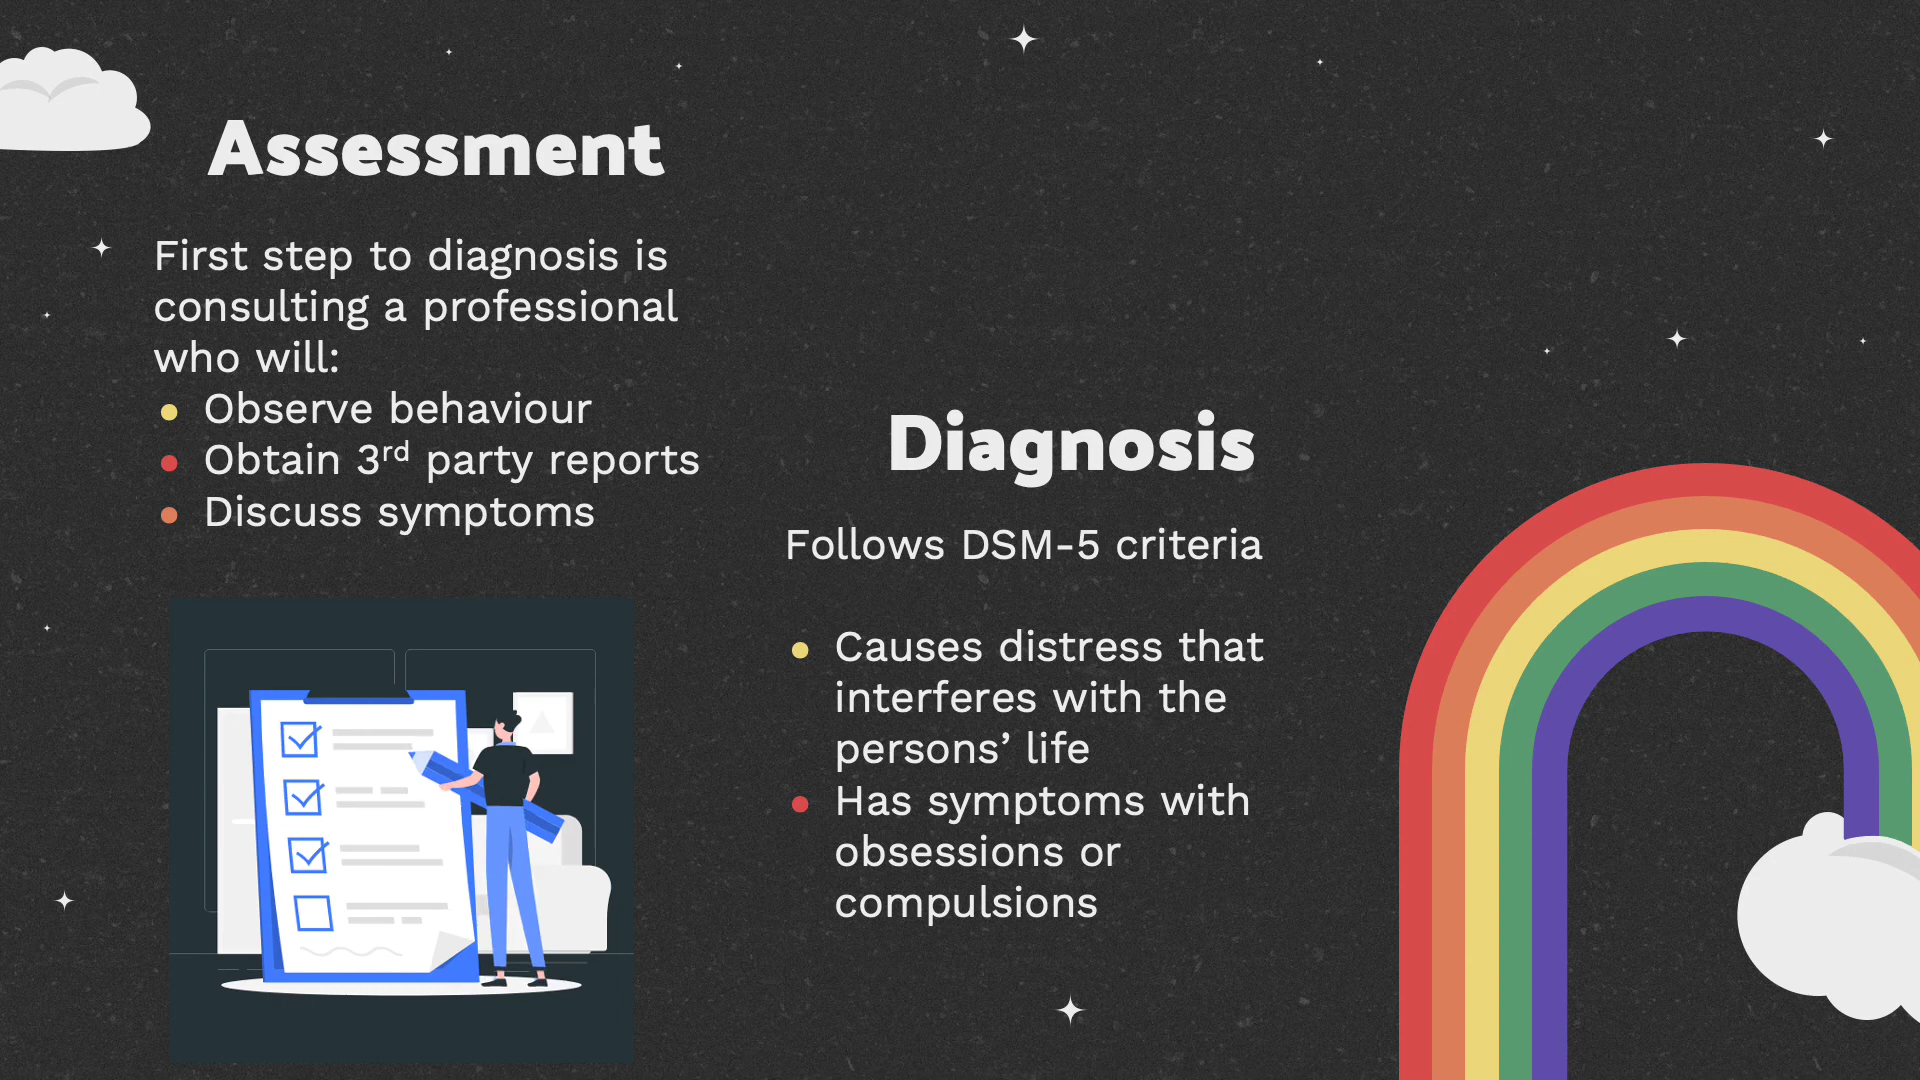 Assessment
First step to diagnosis is
consulting a professional
who will:
Observe behaviour
Obtain 3rd party reports
Discuss symptoms
Diagnosis
Follows DSM-5 criteria
Causes distress that
interferes with the
persons’ life
Has symptoms with
obsessions or
compulsions